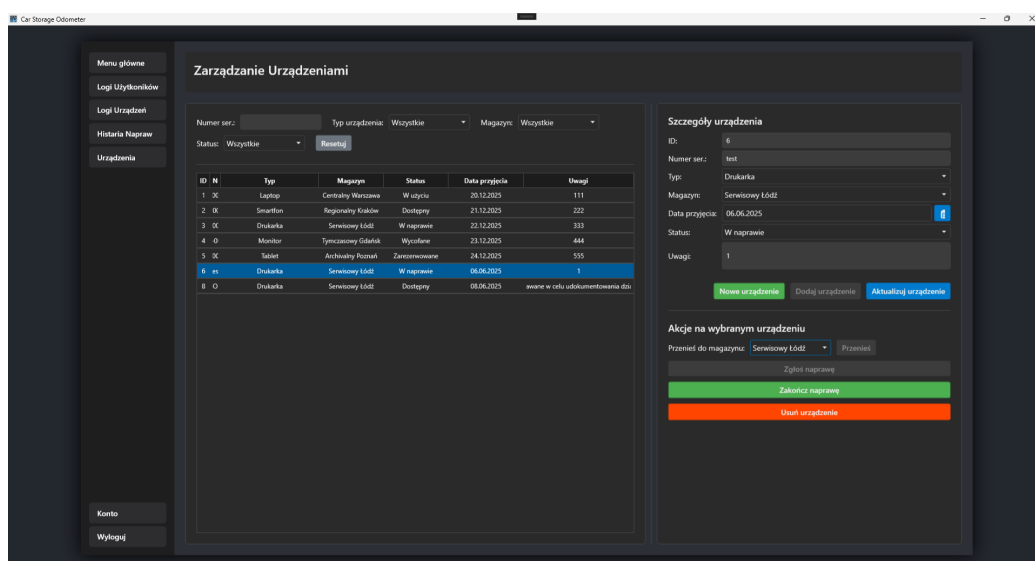 Car Storage Odometer
Menu główne
Logi Użytkoników
Logi Urządzeń
Histaria Napraw
Urządzenia
Konto
Wyloguj
Zarządzanie Urządzeniami
Numer ser.: Typ urządzenia: Wszystkie Magazyn: Wszystkie
Status: Wszystkie Resetuj
ID N Typ Magazyn Status Data przyjęcia Uwagi
1 Laptop Centralny Warszawa W użyciu 20.12.2025 111
2 Smartfon Regionalny Kraków Dostępny 21.12.2025 222
3 Drukarka Serwisowy Łódź W naprawie 22.12.2025 333
4 Monitor Tymczasowy Gdańsk Wycofane 23.12.2025 444
5 Tablet Archivalny Poznań Zarezerwowane 24.12.2025 555
6 es Drukarka Serwisowy Łódź W naprawie 06.06.2025 1
8 O Drukarka Serwisowy Łódź Dostępny 08.06.2025 awane w celu udokumentowania dzia
Szczegóły urządzenia
ID: 6
Numer ser.: test
Typ: Drukarka
Magazyn: Serwisowy Łódź
Data przyjęcia: 06.06.2025
Status: W naprawie
Uwagi: 1
Nowe urządzenie Dodaj urządzenie Aktualizuj urządzenie
Akcje na wybranym urządzeniu
Przenieś do magazynu: Serwisowy Łódź Przenieś
Zgłoś naprawę
Zakończ naprawę
Usuń urządzenie